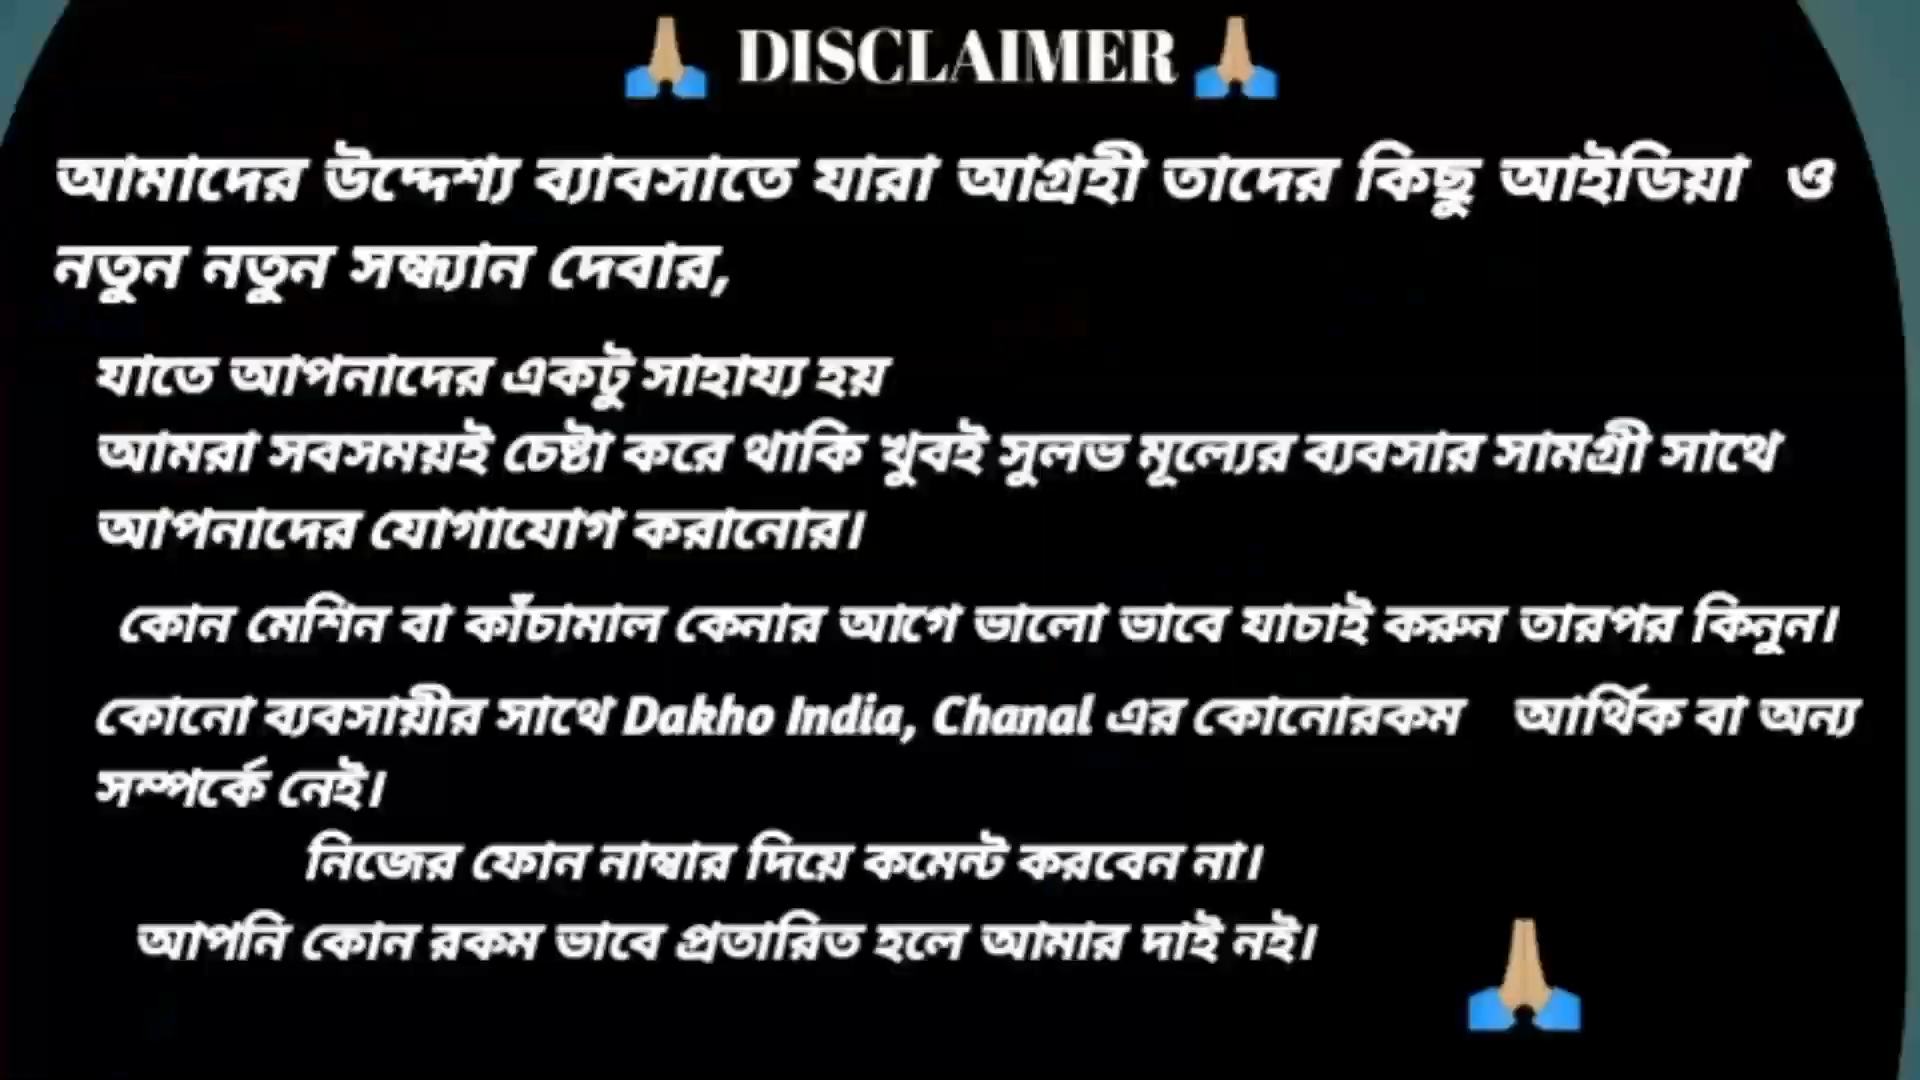 🙏🏼 DISCLAIMER 🙏🏼
আমাদের উদ্দেশ্য ব্যাবসাতে যারা আগ্রহী তাদের কিছু আইডিয়া ও
নতুন নতুন সন্ধ্যান দেবার,
যাতে আপনাদের একটু সাহায্য হয়
আমরা সবসময়ই চেষ্টা করে থাকি খুবই সুলভ মূল্যের ব্যবসার সামগ্রী সাথে
আপনাদের যোগাযোগ করানোর।
কোন মেশিন বা কাঁচামাল কেনার আগে ভালো ভাবে যাচাই করুন তারপর কিনুন।
কোনো ব্যবসায়ীর সাথে Dakho India, Chanal এর কোনোরকম আর্থিক বা অন্য
সম্পর্কে নেই।
নিজের ফোন নাম্বার দিয়ে কমেন্ট করবেন না।
আপনি কোন রকম ভাবে প্রতারিত হলে আমার দাই নই।
🙏🏼